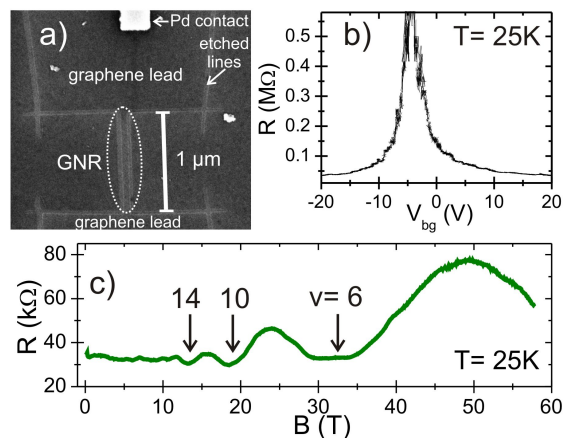 a)
Pd contact
etched
lines
graphene lead
GNR
1 μm
graphene lead
b)
T= 25K
R (MΩ)
0.5
0.4
0.3
0.2
0.1
-20 -10 0 10 20
V_bg (V)
c)
R (kΩ)
80
60
40
20
14 10 ν= 6
T= 25K
0 10 20 30 40 50 60
B (T)